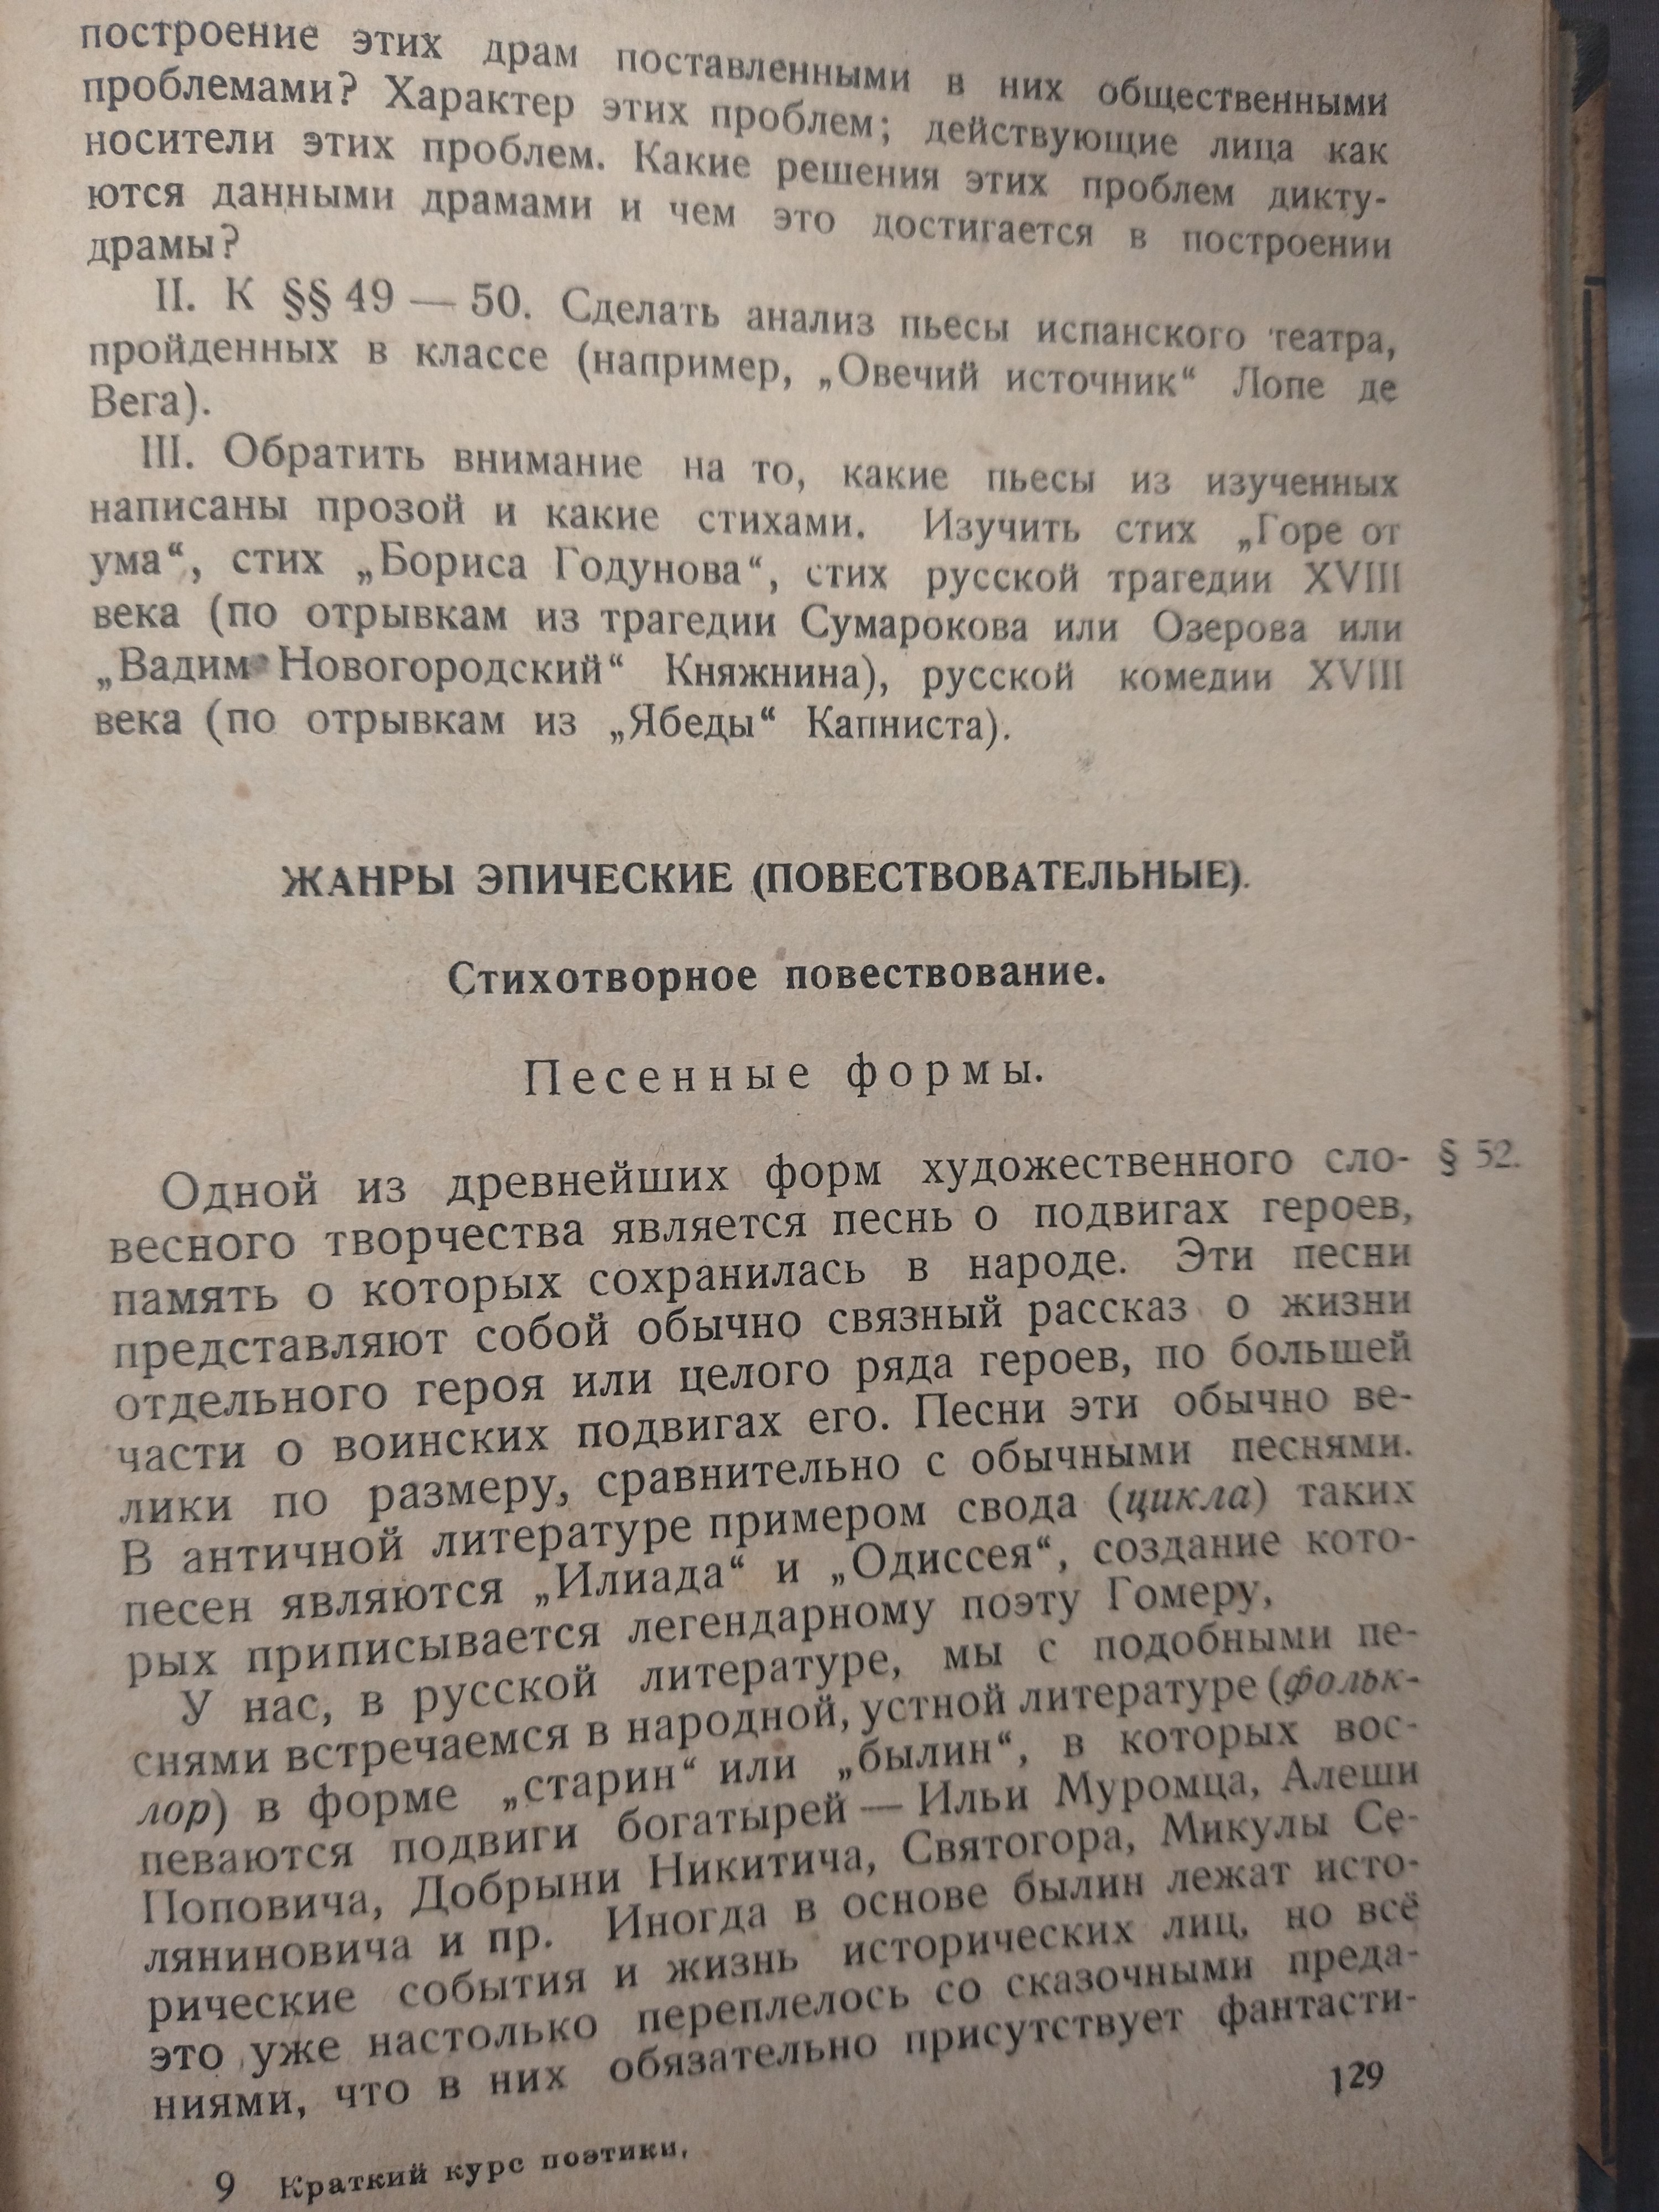 построение этих драм поставленными в них общественными
проблемами? Характер этих проблем; действующие лица как
носители этих проблем. Какие решения этих проблем дикту-
ются данными драмами и чем это достигается в построении
драмы?
II. К §§ 49 — 50. Сделать анализ пьесы испанского театра,
пройденных в классе (например, „Овечий источник“ Лопе де
Вега).
III. Обратить внимание на то, какие пьесы из изученных
написаны прозой и какие стихами. Изучить стих „Горе от
ума“, стих „Бориса Годунова“, стих русской трагедии XVIII
века (по отрывкам из трагедии Сумарокова или Озерова или
„Вадим Новогородский“ Княжнина), русской комедии XVIII
века (по отрывкам из „Ябеды“ Капниста).
ЖАНРЫ ЭПИЧЕСКИЕ (ПОВЕСТВОВАТЕЛЬНЫЕ).
Стихотворное повествование.
Песенные формы.
Одной из древнейших форм художественного сло- § 52.
весного творчества является песнь о подвигах героев,
память о которых сохранилась в народе. Эти песни
представляют собой обычно связный рассказ о жизни
отдельного героя или целого ряда героев, по большей
части о воинских подвигах его. Песни эти обычно ве-
лики по размеру, сравнительно с обычными песнями.
В античной литературе примером свода (цикла) таких
песен являются „Илиада“ и „Одиссея“, создание кото-
рых приписывается легендарному поэту Гомеру,
У нас, в русской литературе, мы с подобными пе-
снями встречаемся в народной, устной литературе (фольк-
лор) в форме „старин“ или „былин“, в которых вос-
певаются подвиги богатырей — Ильи Муромца, Алеши
Поповича, Добрыни Никитича, Святогора, Микулы Се-
ляниновича и пр. Иногда в основе былин лежат исто-
рические события и жизнь исторических лиц, но всё
это уже настолько переплелось со сказочными преда-
ниями, что в них обязательно присутствует фантасти-
129
9 Краткий курс поэтики,